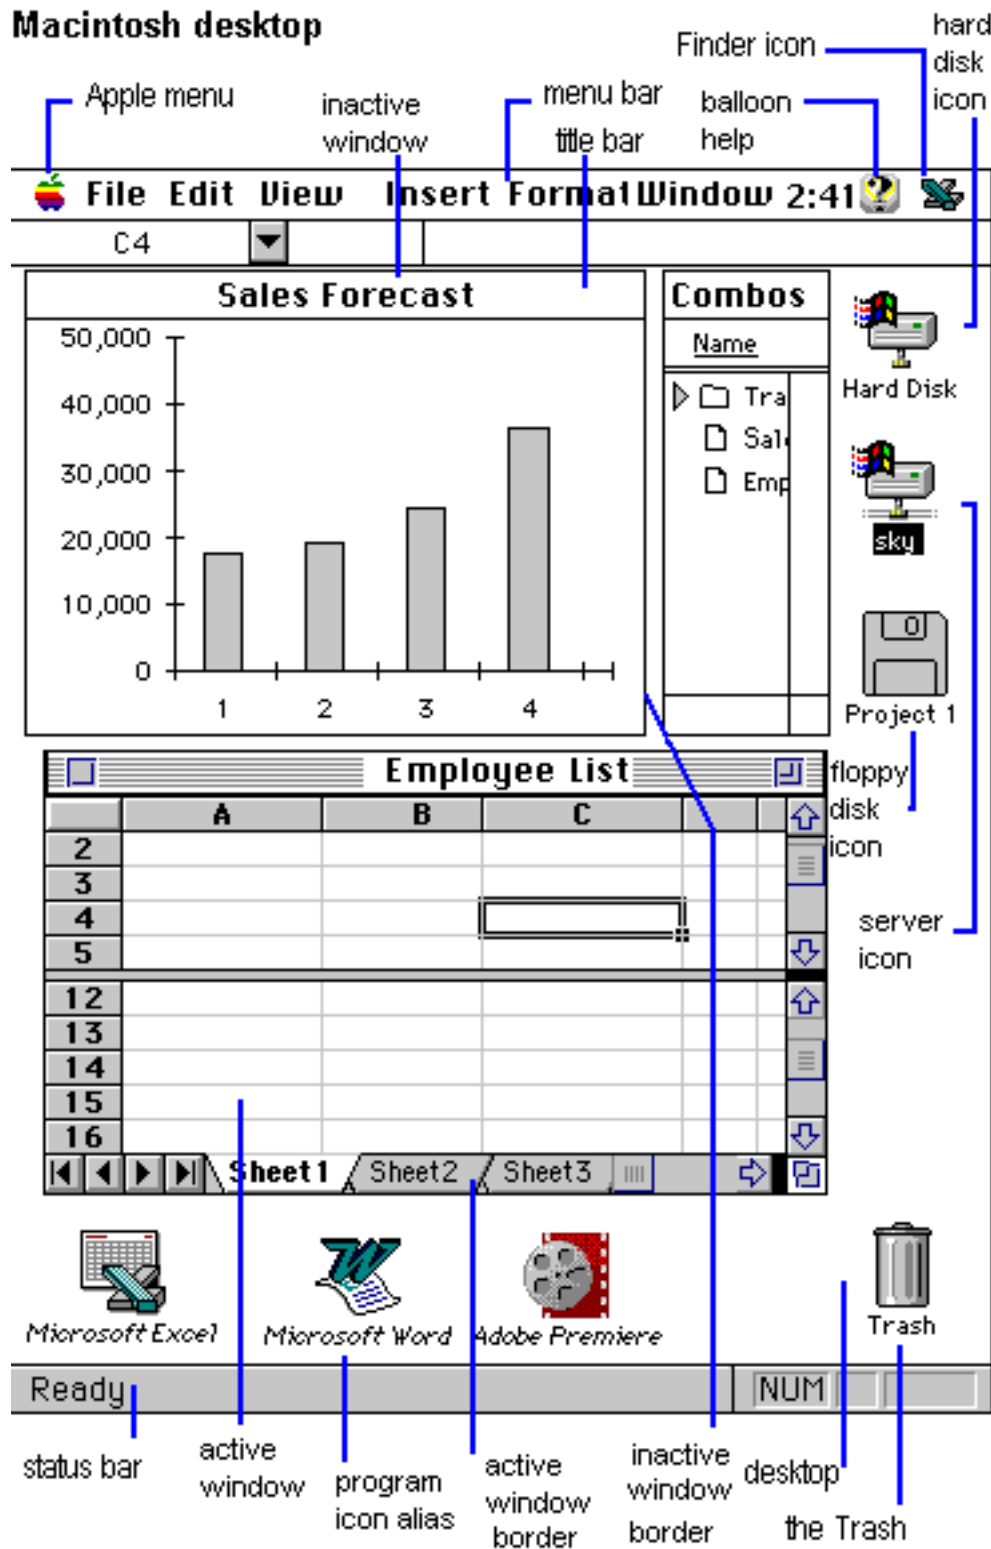 Macintosh desktop
hard
disk
icon
Finder icon
Apple menu
inactive
window
menu bar
title bar
balloon
help
File Edit View Insert Format Window 2:41
C4
Sales Forecast
50,000
40,000
30,000
20,000
10,000
0
1 2 3 4
Combos
Name
Tra
Sal
Emp
Hard Disk
sky
Project 1
floppy
disk
icon
server
icon
Employee List
A B C
2
3
4
5
12
13
14
15
16
Sheet1 Sheet2 Sheet3
Microsoft Excel Microsoft Word Adobe Premiere
Trash
Ready NUM
status bar
active
window
program
icon alias
active
window
border
inactive
window
border
desktop
the Trash